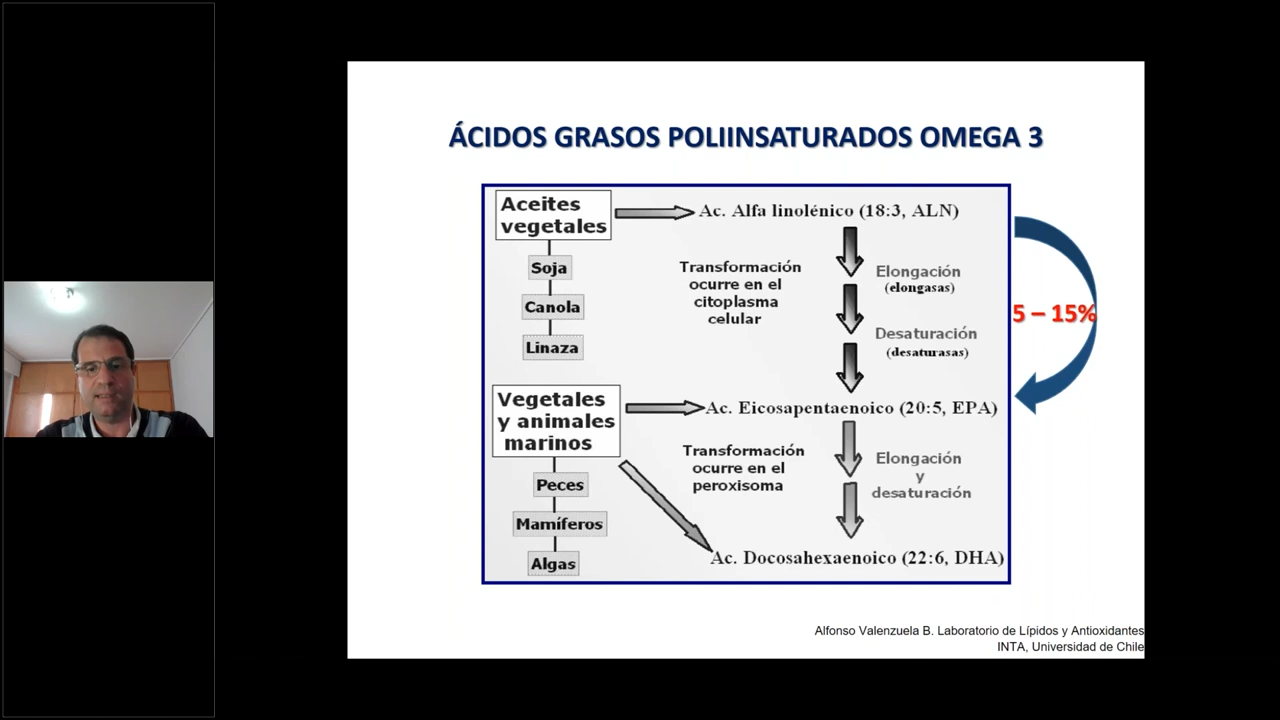 ÁCIDOS GRASOS POLIINSATURADOS OMEGA 3
Aceites
vegetales
Soja
Canola
Linaza
Ac. Alfa linolénico (18:3, ALN)
Transformación
ocurre en el
citoplasma
celular
Elongación
(elongasas)
Desaturación
(desaturasas)
5 – 15%
Vegetales
y animales
marinos
Peces
Mamíferos
Algas
Ac. Eicosapentaenoico (20:5, EPA)
Transformación
ocurre en el
peroxisoma
Elongación
y
desaturación
Ac. Docosahexaenoico (22:6, DHA)
Alfonso Valenzuela B. Laboratorio de Lípidos y Antioxidantes
INTA, Universidad de Chile